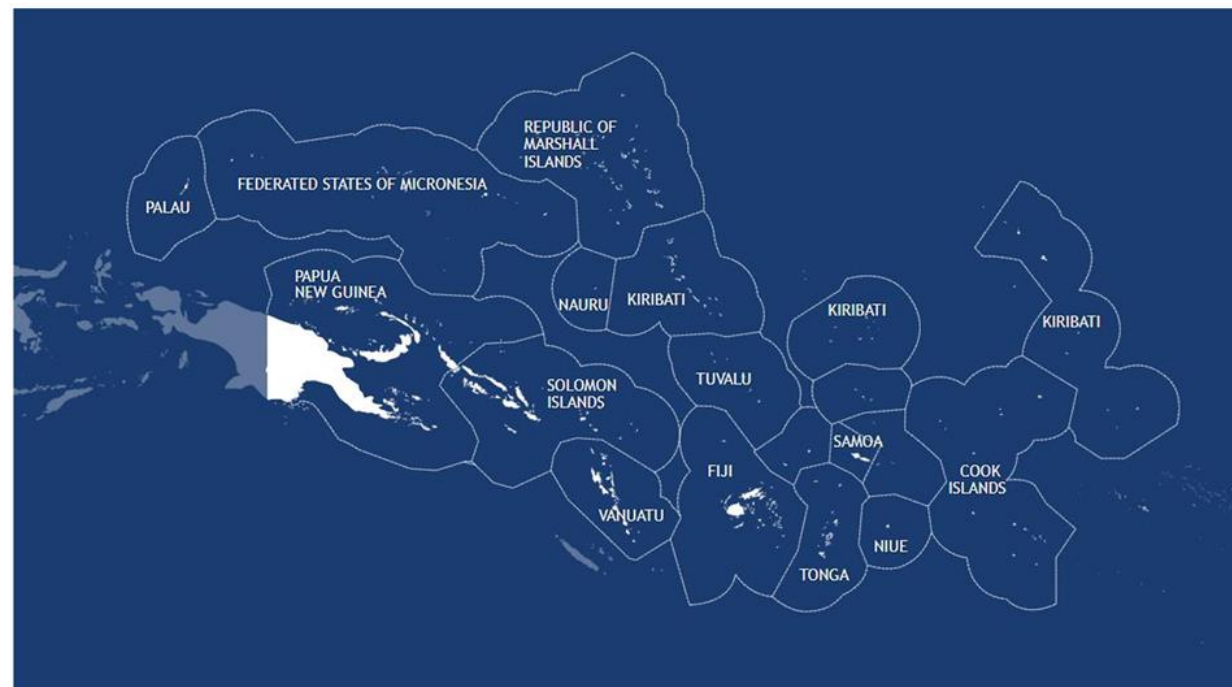 REPUBLIC OF
MARSHALL
ISLANDS
FEDERATED STATES OF MICRONESIA
PALAU
PAPUA
NEW GUINEA
NAURU
KIRIBATI
KIRIBATI
KIRIBATI
TUVALU
SOLOMON
ISLANDS
SAMOA
FIJI
COOK
ISLANDS
VANUATU
NIUE
TONGA